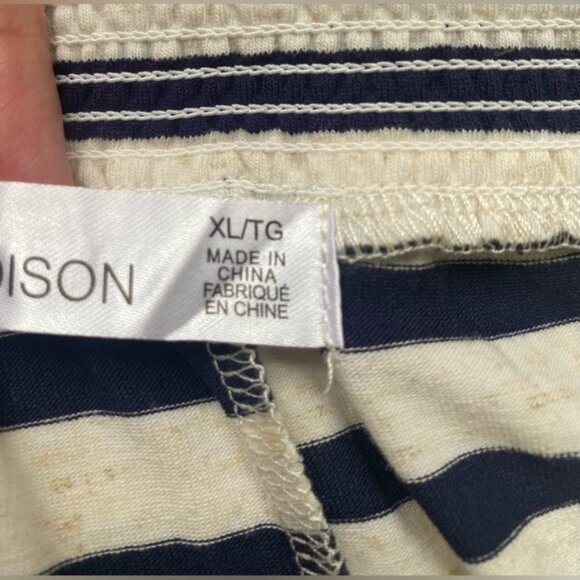 DISON
XL/TG
MADE IN
CHINA
FABRIQUÉ
EN CHINE